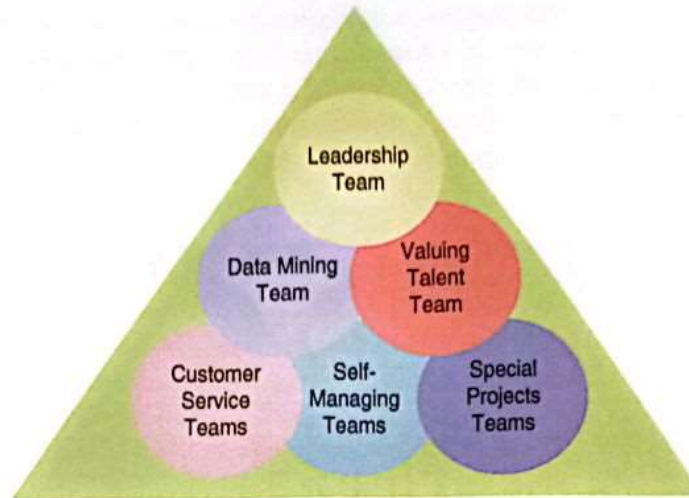 Leadership
Team
Data Mining
Team
Valuing
Talent
Team
Customer
Service
Teams
Self-
Managing
Teams
Special
Projects
Teams